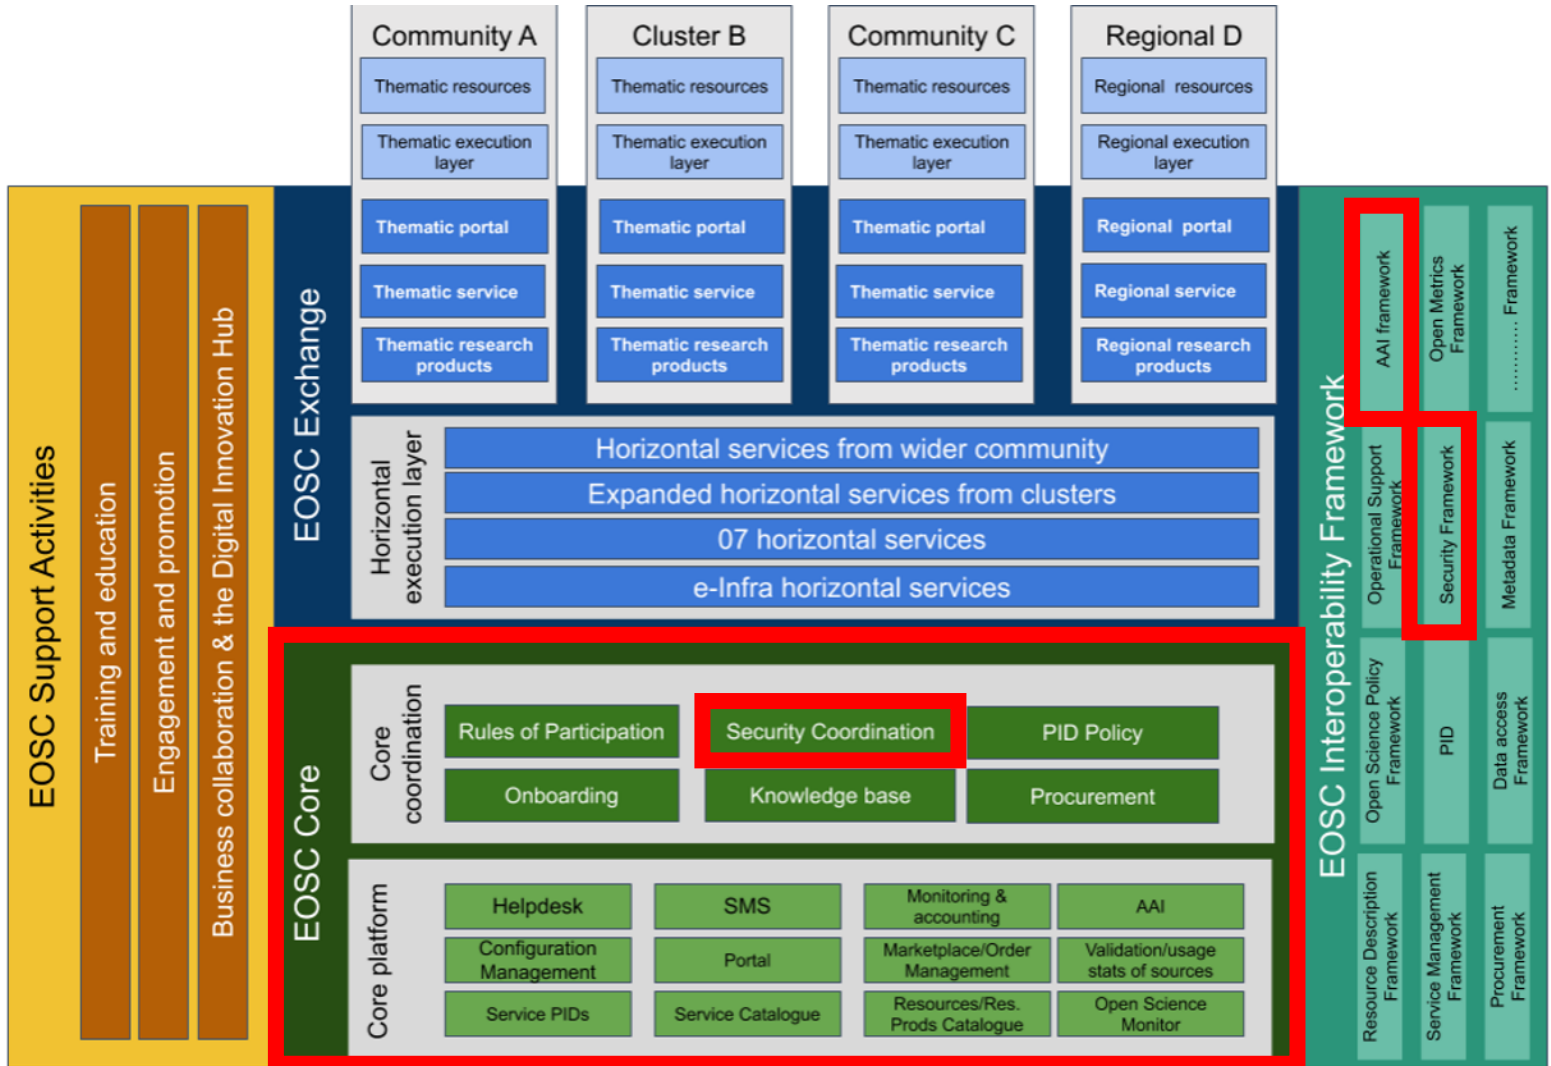 Community A
Cluster B
Community C
Regional D
Thematic resources
Thematic resources
Thematic resources
Regional resources
Thematic execution
layer
Thematic execution
layer
Thematic execution
layer
Regional execution
layer
Thematic portal
Thematic portal
Thematic portal
Regional portal
Thematic service
Thematic service
Thematic service
Regional service
Thematic research
products
Thematic research
products
Thematic research
products
Regional research
products
EOSC Support Activities
Training and education
Engagement and promotion
Business collaboration & the Digital Innovation Hub
EOSC Exchange
Horizontal
execution layer
Horizontal services from wider community
Expanded horizontal services from clusters
07 horizontal services
e-Infra horizontal services
EOSC Core
Core
coordination
Rules of Participation
Security Coordination
PID Policy
Onboarding
Knowledge base
Procurement
Core platform
Helpdesk
SMS
Monitoring &
accounting
AAI
Configuration
Management
Portal
Marketplace/Order
Management
Validation/usage
stats of sources
Service PIDs
Service Catalogue
Resources/Res.
Prods Catalogue
Open Science
Monitor
EOSC Interoperability Framework
AAI framework
Open Metrics
Framework
............ Framework
Operational Support
Framework
Security Framework
Metadata Framework
Open Science Policy
Framework
PID
Data access
Framework
Resource Description
Framework
Service Management
Framework
Procurement
Framework